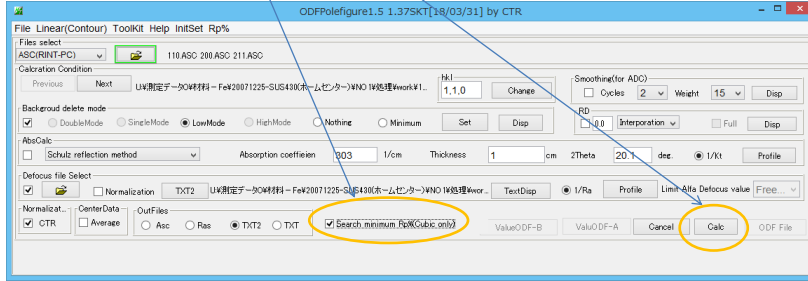 ODFPolefigure1.5 1.37SKT[18/03/31] by CTR
File Linear(Contour) ToolKit Help InitSet Rp%
Files select
ASC(RINT-PC) 110.ASC 200.ASC 211.ASC
Calcration Condition
Previous Next U:¥測定データO¥材料-Fe¥20071225-SUS430(ホームセンター)¥NO 1¥処理¥work¥1... hkl 1,1,0 Change Smoothing(for ADC) Cycles 2 Weight 15 Disp
Backgroud delete mode
DoubleMode SingleMode LowMode HighMode Nothing Minimum Set Disp RD 0.0 Interporation Full Disp
AbsCalc
Schulz reflection method Absorption coeffieien 303 1/cm Thickness 1 cm 2Theta 20.1 deg. 1/Kt Profile
Defocus file Select
Normalization TXT2 U:¥測定データO¥材料-Fe¥20071225-SUS430(ホームセンター)¥NO 1¥処理¥wor... TextDisp 1/Ra Profile Limit Alfa Defocus value Free...
Normalizat... CenterData OutFiles
CTR Average Asc Ras TXT2 TXT Search minimum Rp%(Cubic only) ValueODF-B ValuODF-A Cancel Calc ODF File